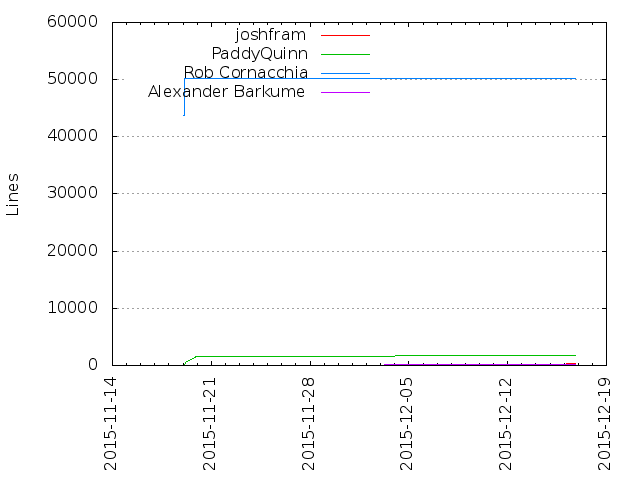 60000
50000
40000
30000
20000
10000
0
Lines
joshfram
PaddyQuinn
Rob Cornacchia
Alexander Barkume
2015-11-14
2015-11-21
2015-11-28
2015-12-05
2015-12-12
2015-12-19